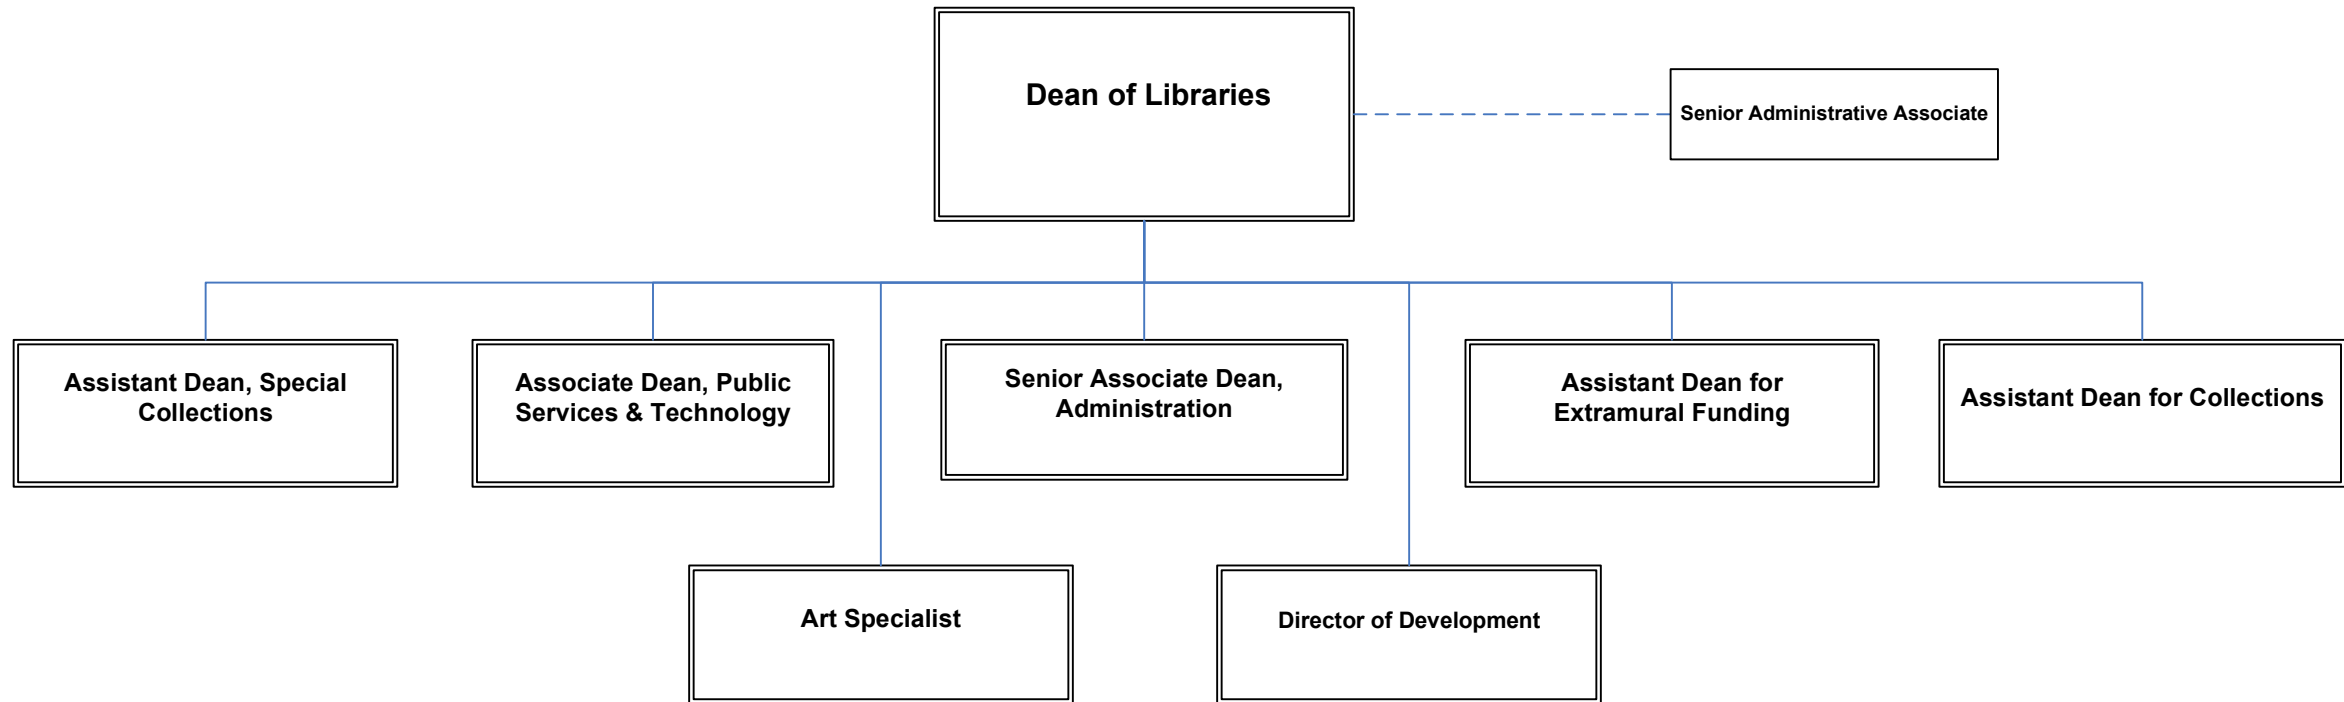 Dean of Libraries
Senior Administrative Associate
Assistant Dean, Special
Collections
Associate Dean, Public
Services & Technology
Senior Associate Dean,
Administration
Assistant Dean for
Extramural Funding
Assistant Dean for Collections
Art Specialist
Director of Development